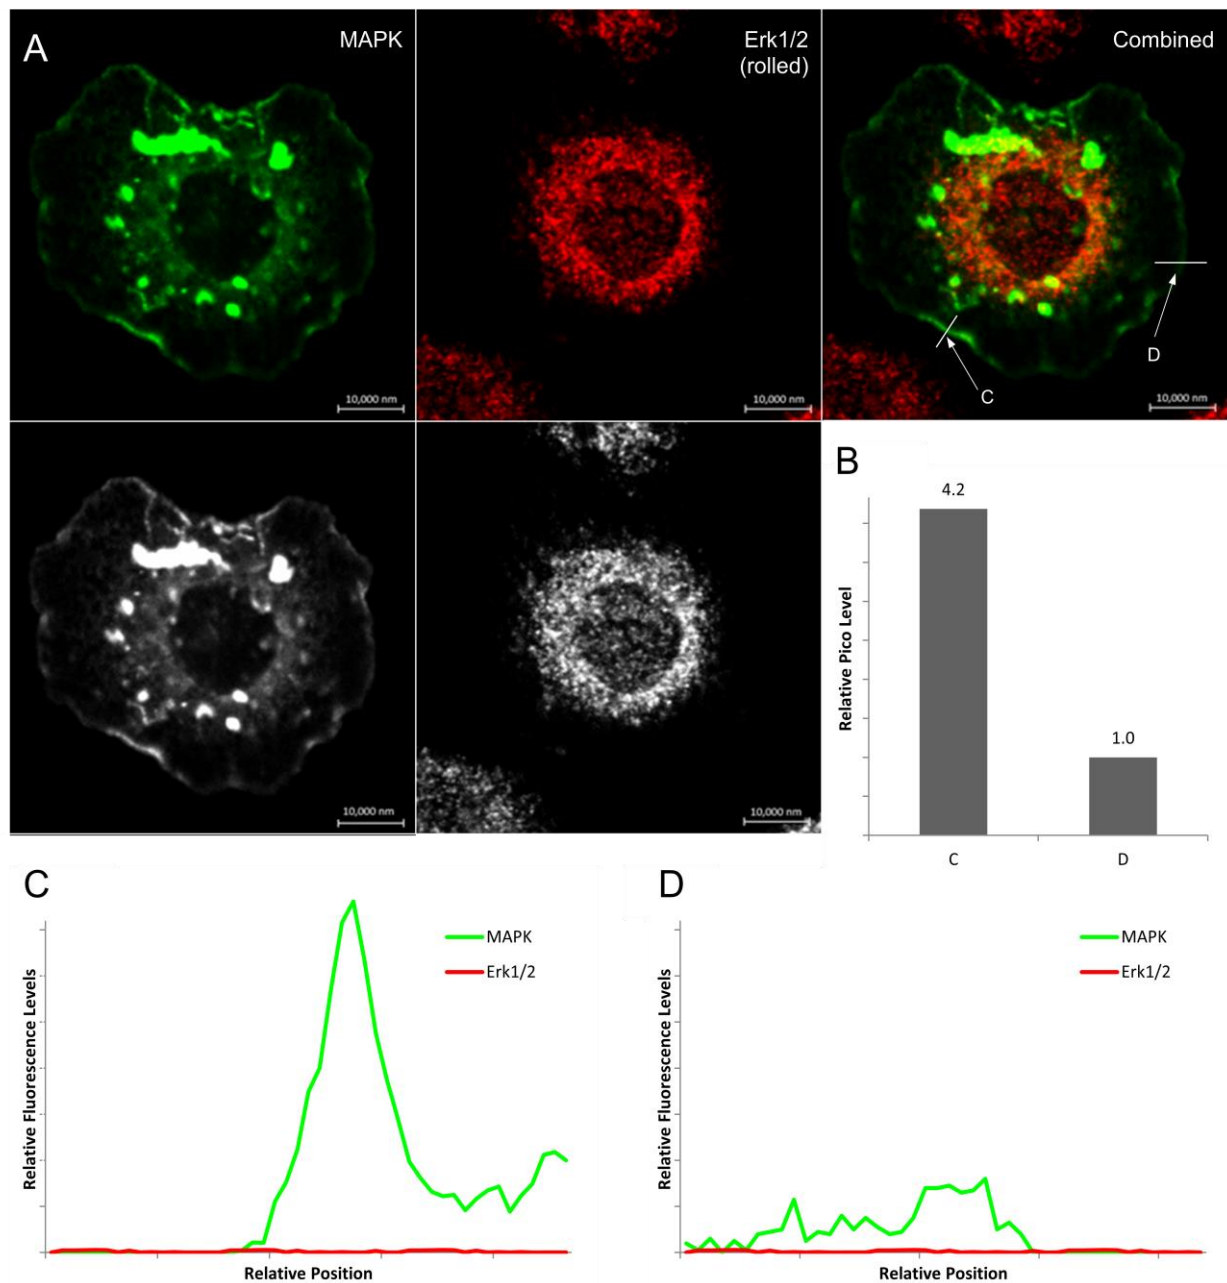 A
MAPK
Erk1/2
(rolled)
Combined
D
C
10,000 nm
10,000 nm
10,000 nm
10,000 nm
10,000 nm
B
Relative Pico Level
4.2
1.0
C
D
C
Relative Fluorescence Levels
MAPK
Erk1/2
Relative Position
D
Relative Fluorescence Levels
MAPK
Erk1/2
Relative Position